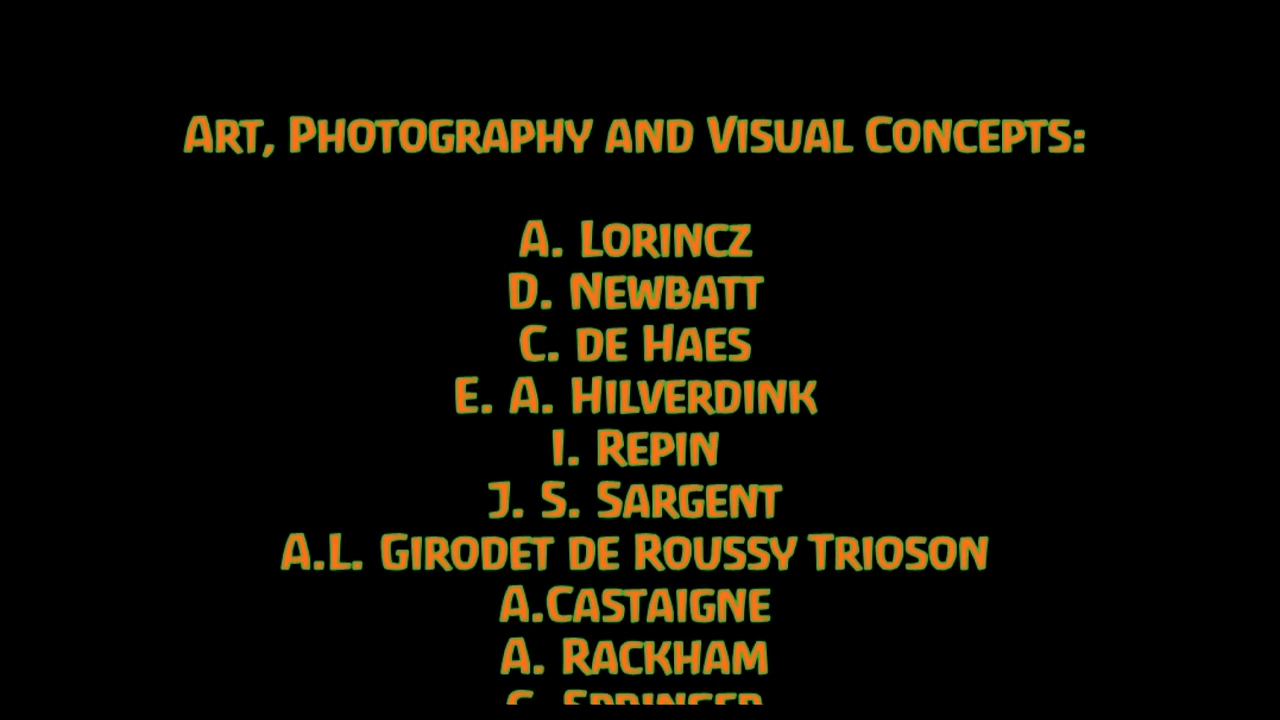 Art, Photography and Visual Concepts:
A. Lorincz
D. Newbatt
C. de Haes
E. A. Hilverdink
I. Repin
J. S. Sargent
A.L. Girodet de Roussy Trioson
A.Castaigne
A. Rackham